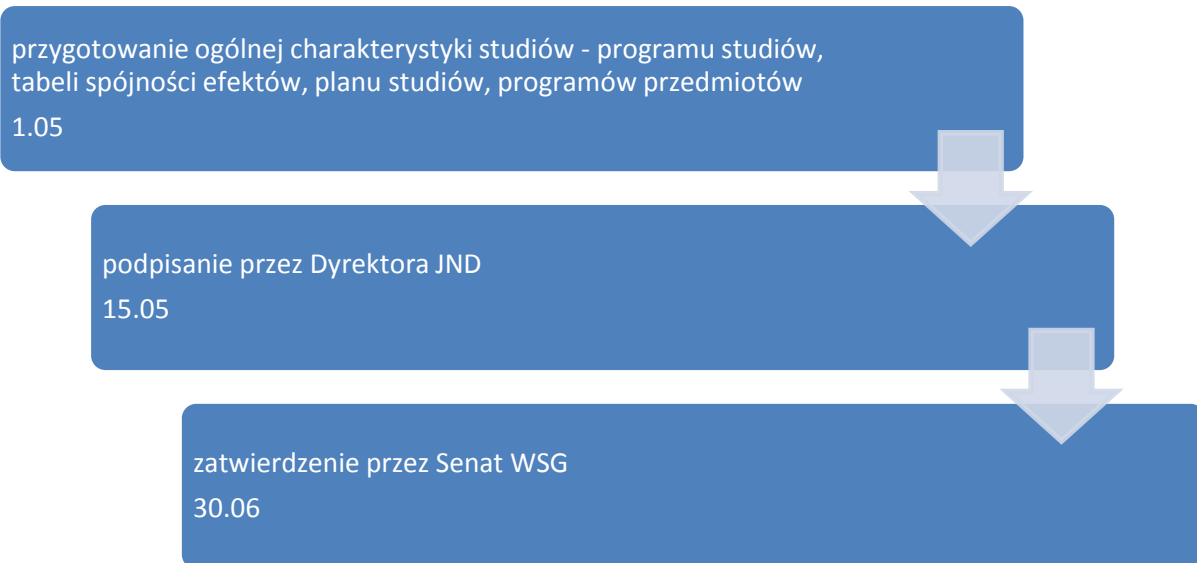 przygotowanie ogólnej charakterystyki studiów - programu studiów,
tabeli spójności efektów, planu studiów, programów przedmiotów
1.05
podpisanie przez Dyrektora JND
15.05
zatwierdzenie przez Senat WSG
30.06